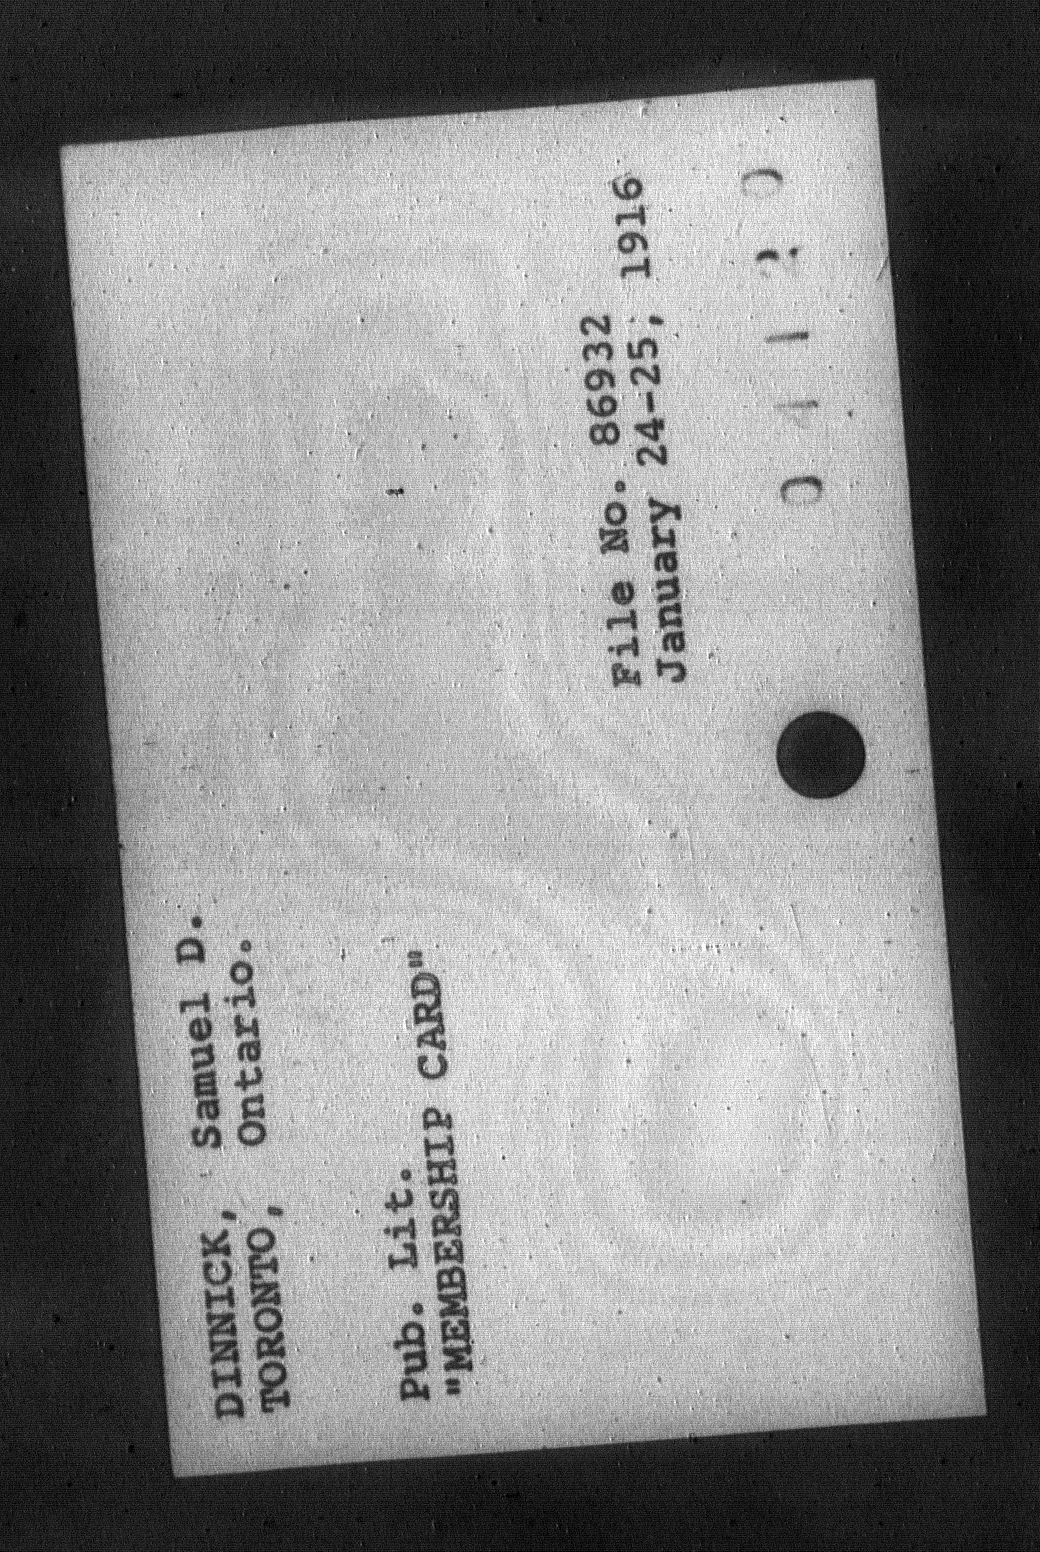 DINNICK, Samuel D.
TORONTO, Ontario.
Pub. Lit.
"MEMBERSHIP CARD"
File No. 86932
January 24-25, 1916